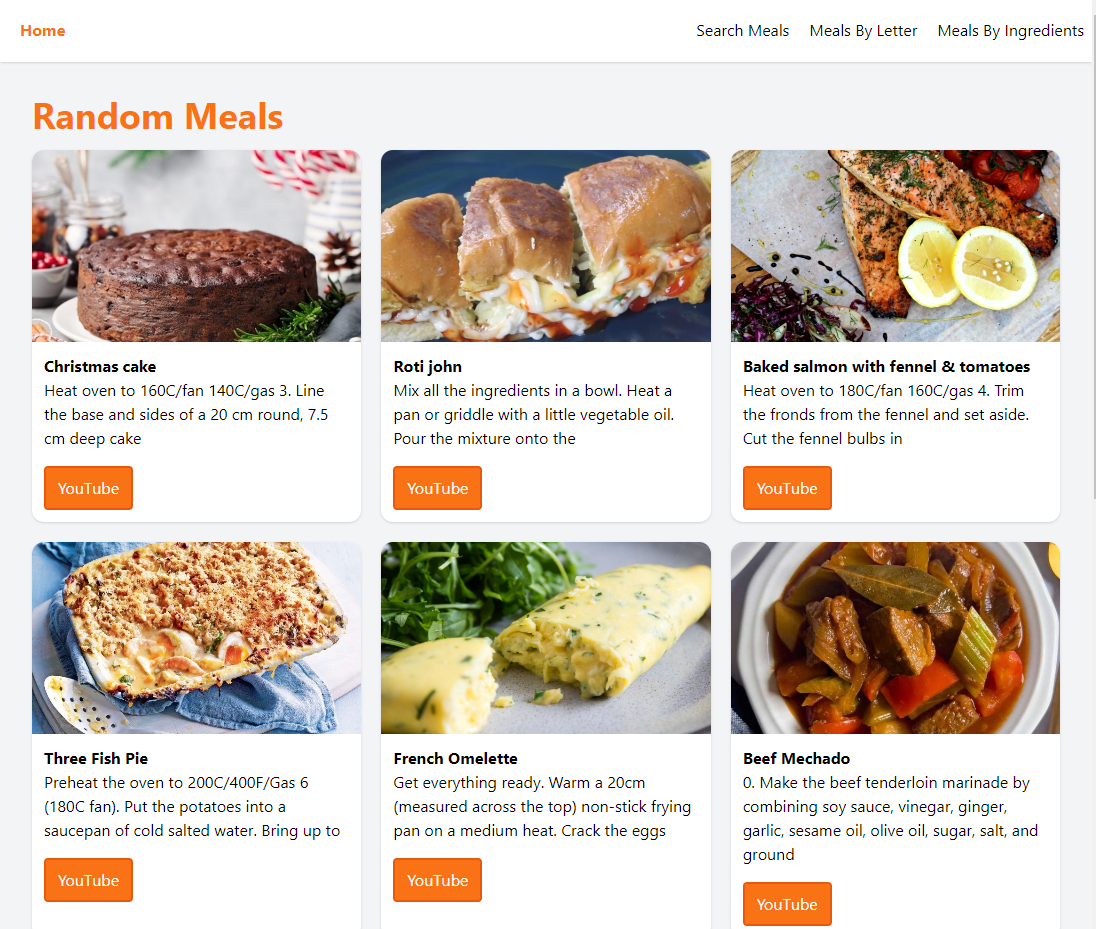 Home
Search Meals
Meals By Letter
Meals By Ingredients
Random Meals
Christmas cake
Heat oven to 160C/fan 140C/gas 3. Line
the base and sides of a 20 cm round, 7.5
cm deep cake
YouTube
Roti john
Mix all the ingredients in a bowl. Heat a
pan or griddle with a little vegetable oil.
Pour the mixture onto the
YouTube
Baked salmon with fennel & tomatoes
Heat oven to 180C/fan 160C/gas 4. Trim
the fronds from the fennel and set aside.
Cut the fennel bulbs in
YouTube
Three Fish Pie
Preheat the oven to 200C/400F/Gas 6
(180C fan). Put the potatoes into a
saucepan of cold salted water. Bring up to
YouTube
French Omelette
Get everything ready. Warm a 20cm
(measured across the top) non-stick frying
pan on a medium heat. Crack the eggs
YouTube
Beef Mechado
0. Make the beef tenderloin marinade by
combining soy sauce, vinegar, ginger,
garlic, sesame oil, olive oil, sugar, salt, and
ground
YouTube